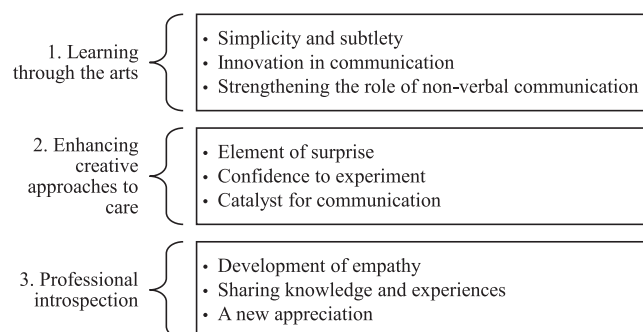 1. Learning
through the arts
• Simplicity and subtlety
• Innovation in communication
• Strengthening the role of non-verbal communication
2. Enhancing
creative
approaches to
care
• Element of surprise
• Confidence to experiment
• Catalyst for communication
3. Professional
introspection
• Development of empathy
• Sharing knowledge and experiences
• A new appreciation